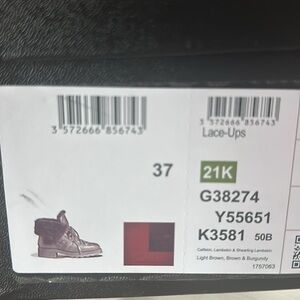 3 572666 856743
3 572666 856743
Lace-Ups
37
21K
G38274
Y55651
K3581 50B
Calfskin, Lambskin & Shearling Lambskin
Light Brown, Brown & Burgundy
1757063